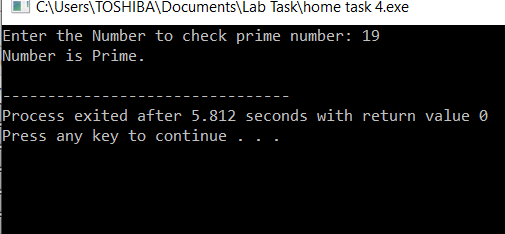 C:\Users\TOSHIBA\Documents\Lab Task\home task 4.exe
Enter the Number to check prime number: 19
Number is Prime.
--------------------------------
Process exited after 5.812 seconds with return value 0
Press any key to continue . . .